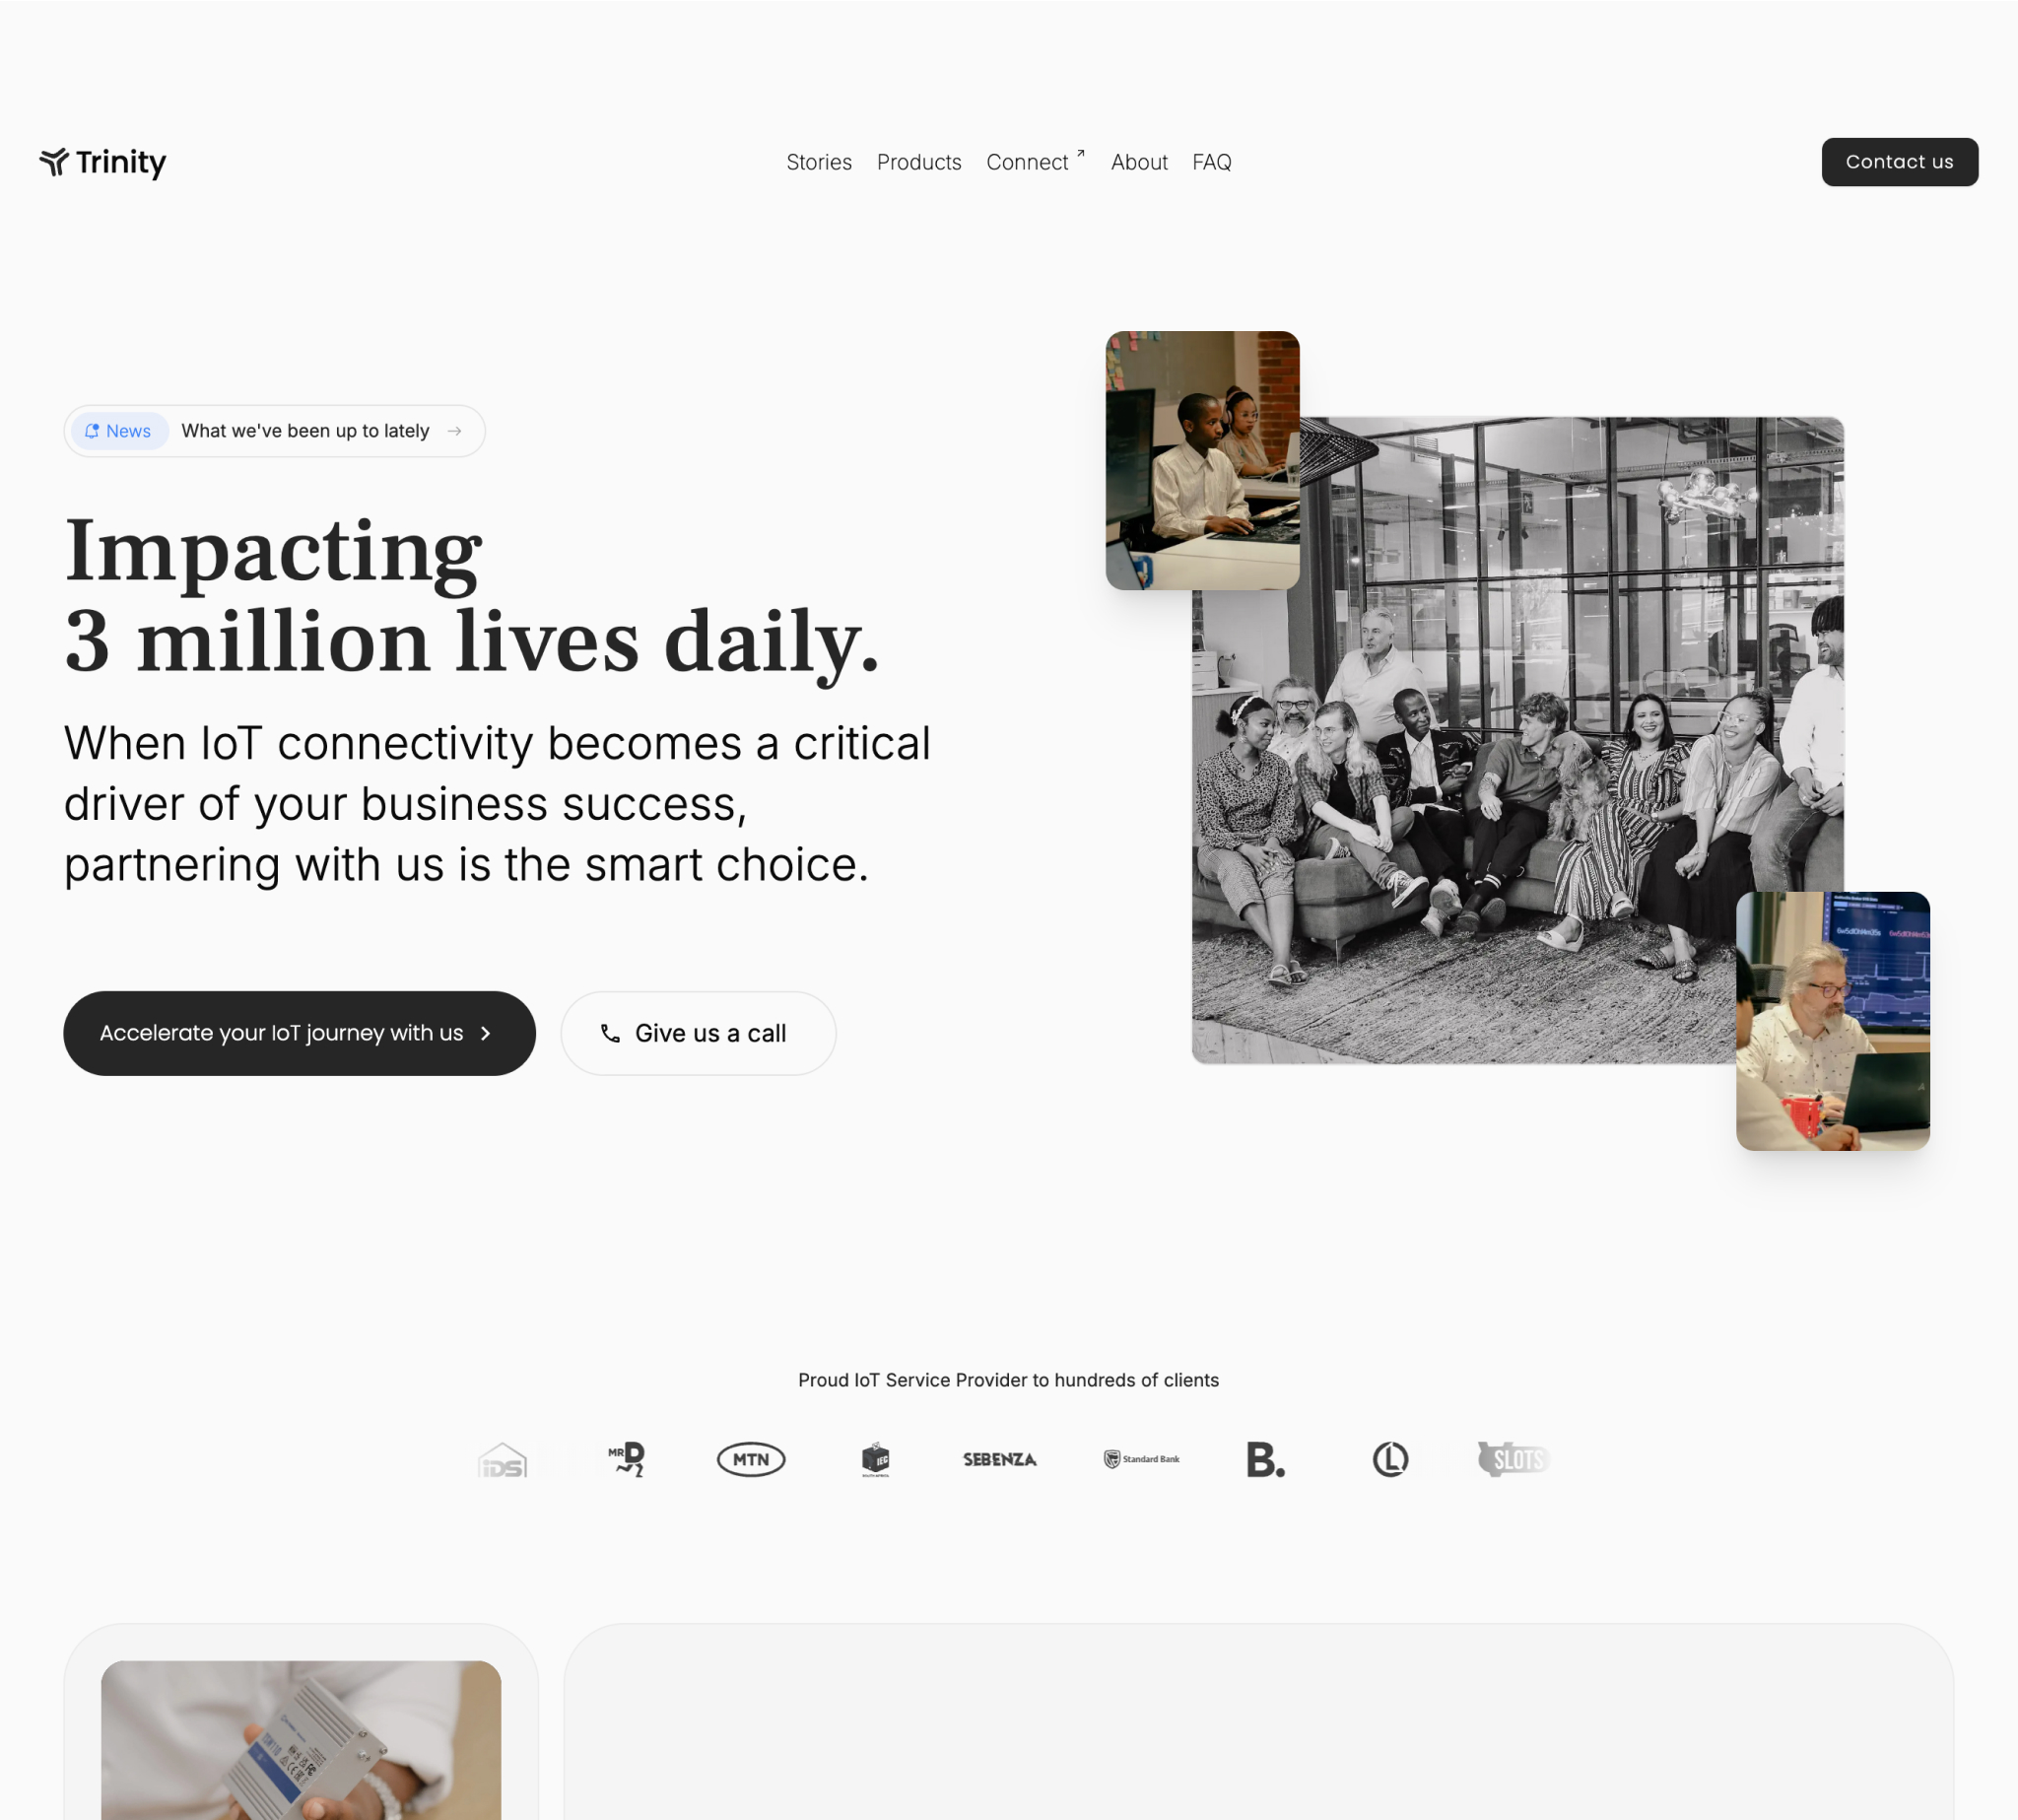 Trinity
Stories Products Connect About FAQ
Contact us
News What we've been up to lately
Impacting
3 million lives daily.
When IoT connectivity becomes a critical
driver of your business success,
partnering with us is the smart choice.
Accelerate your IoT journey with us
Give us a call
Proud IoT Service Provider to hundreds of clients
iDS
MR D
MTN
IEC
SEBENZA
Standard Bank
B.
L
SLOTS